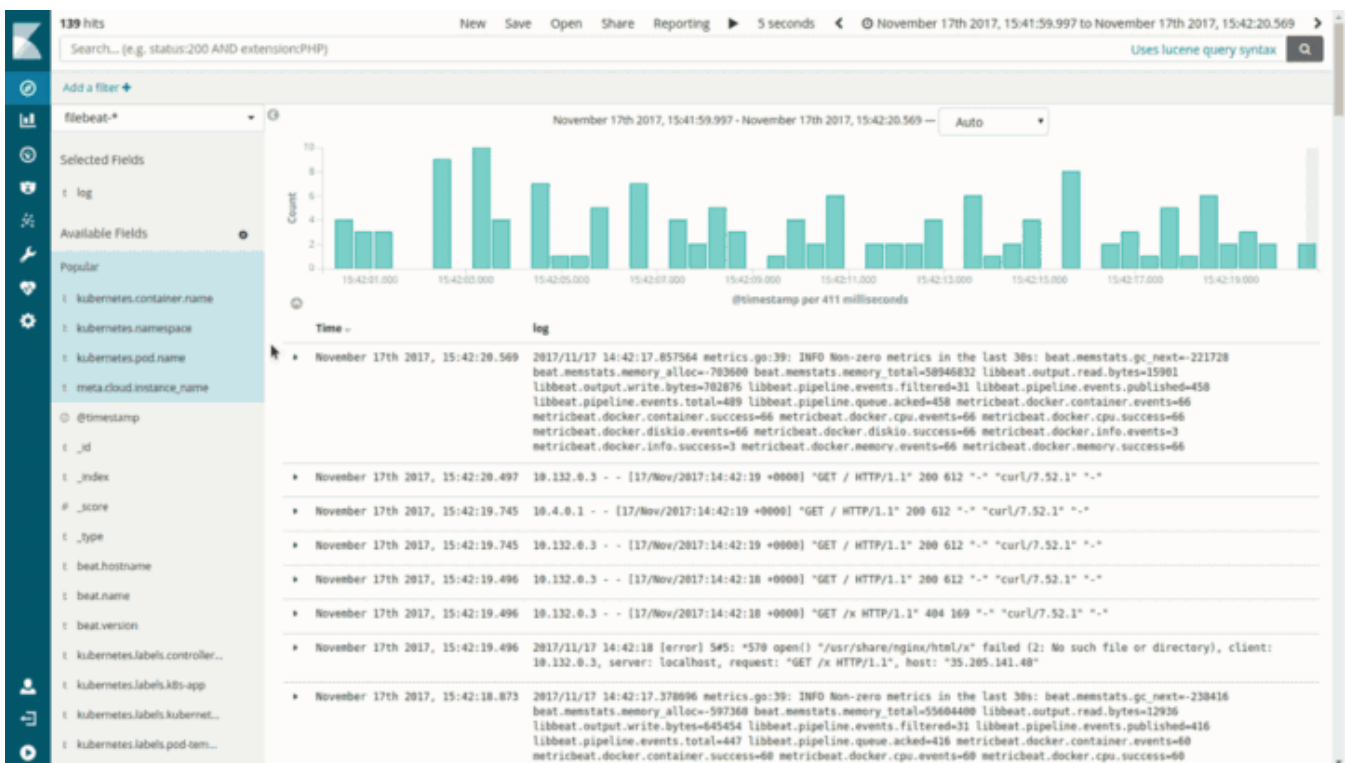 139 hits
New Save Open Share Reporting 5 seconds November 17th 2017, 15:41:59.997 to November 17th 2017, 15:42:20.569
Search... (e.g. status:200 AND extension:PHP)
Uses lucene query syntax
Add a filter
filebeat-*
Selected Fields
t log
Available Fields
Popular
t kubernetes.container.name
t kubernetes.namespace
t kubernetes.pod.name
t meta.cloud.instance_name
@timestamp
t _id
t _index
# _score
t _type
t beat.hostname
t beat.name
t beat.version
t kubernetes.labels.controller...
t kubernetes.labels.k8s-app
t kubernetes.labels.kubernet...
t kubernetes.labels.pod-tem...
November 17th 2017, 15:41:59.997 - November 17th 2017, 15:42:20.569 —
Auto
Count
10
8
6
4
2
0
15:42:01.000 15:42:03.000 15:42:05.000 15:42:07.000 15:42:09.000 15:42:11.000 15:42:13.000 15:42:15.000 15:42:17.000 15:42:19.000
@timestamp per 411 milliseconds
Time log
November 17th 2017, 15:42:20.569 2017/11/17 14:42:17.857564 metrics.go:39: INFO Non-zero metrics in the last 30s: beat.memstats.gc_next=-221728
beat.memstats.memory_alloc=-703600 beat.memstats.memory_total=58946832 libbeat.output.read.bytes=15901
libbeat.output.write.bytes=702876 libbeat.pipeline.events.filtered=31 libbeat.pipeline.events.published=458
libbeat.pipeline.events.total=489 libbeat.pipeline.queue.acked=458 metricbeat.docker.container.events=66
metricbeat.docker.container.success=66 metricbeat.docker.cpu.events=66 metricbeat.docker.cpu.success=66
metricbeat.docker.diskio.events=66 metricbeat.docker.diskio.success=66 metricbeat.docker.info.events=3
metricbeat.docker.info.success=3 metricbeat.docker.memory.events=66 metricbeat.docker.memory.success=66
November 17th 2017, 15:42:20.497 10.132.0.3 - - [17/Nov/2017:14:42:19 +0000] "GET / HTTP/1.1" 200 612 "-" "curl/7.52.1" "-"
November 17th 2017, 15:42:19.745 10.4.0.1 - - [17/Nov/2017:14:42:19 +0000] "GET / HTTP/1.1" 200 612 "-" "curl/7.52.1" "-"
November 17th 2017, 15:42:19.745 10.132.0.3 - - [17/Nov/2017:14:42:19 +0000] "GET / HTTP/1.1" 200 612 "-" "curl/7.52.1" "-"
November 17th 2017, 15:42:19.496 10.132.0.3 - - [17/Nov/2017:14:42:18 +0000] "GET / HTTP/1.1" 200 612 "-" "curl/7.52.1" "-"
November 17th 2017, 15:42:19.496 10.132.0.3 - - [17/Nov/2017:14:42:18 +0000] "GET /x HTTP/1.1" 404 169 "-" "curl/7.52.1" "-"
November 17th 2017, 15:42:19.496 2017/11/17 14:42:18 [error] 5#5: *570 open() "/usr/share/nginx/html/x" failed (2: No such file or directory), client:
10.132.0.3, server: localhost, request: "GET /x HTTP/1.1", host: "35.205.141.48"
November 17th 2017, 15:42:18.873 2017/11/17 14:42:17.378696 metrics.go:39: INFO Non-zero metrics in the last 30s: beat.memstats.gc_next=-238416
beat.memstats.memory_alloc=-597368 beat.memstats.memory_total=55604400 libbeat.output.read.bytes=12936
libbeat.output.write.bytes=645454 libbeat.pipeline.events.filtered=31 libbeat.pipeline.events.published=416
libbeat.pipeline.events.total=447 libbeat.pipeline.queue.acked=416 metricbeat.docker.container.events=60
metricbeat.docker.container.success=60 metricbeat.docker.cpu.events=60 metricbeat.docker.cpu.success=60